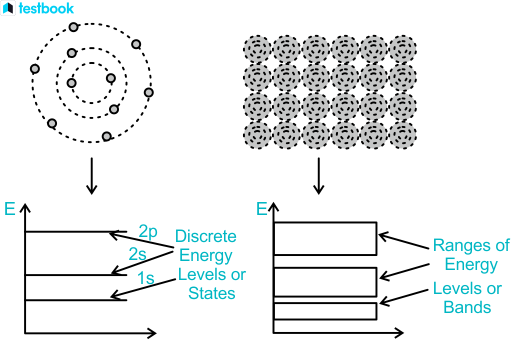 testbook
E
2p
2s
1s
Discrete
Energy
Levels or
States
E
Ranges of
Energy
Levels or
Bands